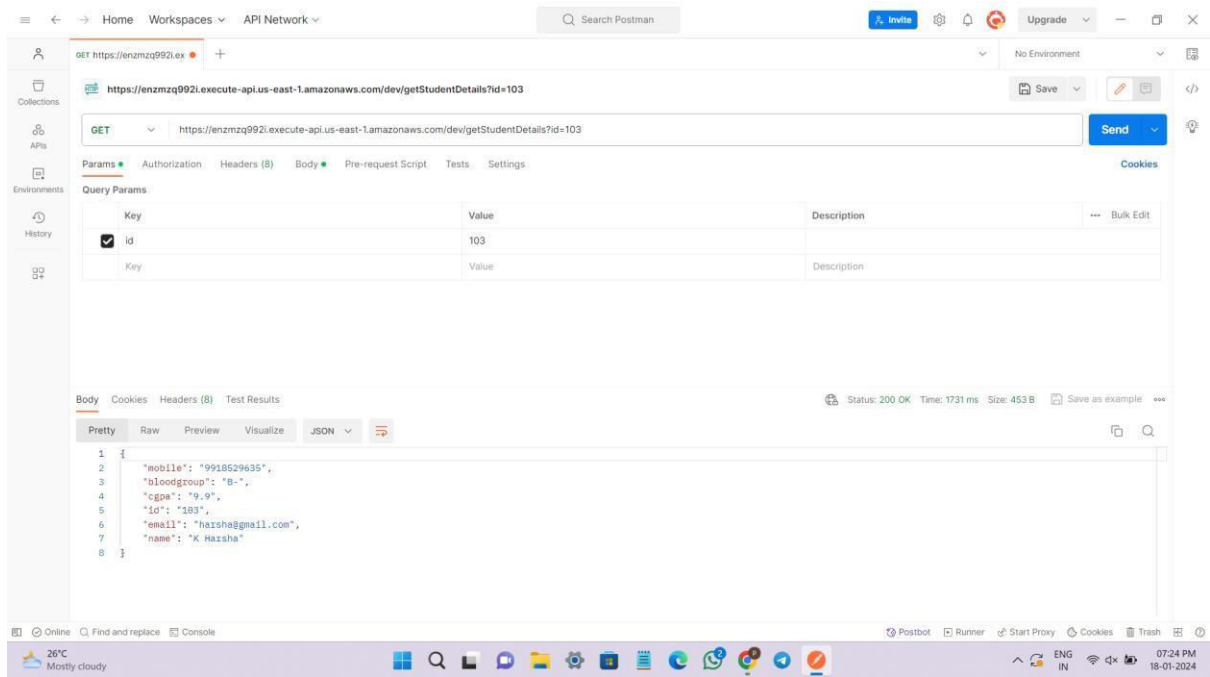 Home Workspaces API Network Search Postman Invite Upgrade
GET https://enzmzq992i.ex No Environment
HTTP https://enzmzq992i.execute-api.us-east-1.amazonaws.com/dev/getStudentDetails?id=103 Save
Collections
GET https://enzmzq992i.execute-api.us-east-1.amazonaws.com/dev/getStudentDetails?id=103 Send
APIs
Params Authorization Headers (8) Body Pre-request Script Tests Settings Cookies
Environments
Query Params
Key Value Description Bulk Edit
History
id 103
Key Value Description
Body Cookies Headers (8) Test Results Status: 200 OK Time: 1731 ms Size: 453 B Save as example
Pretty Raw Preview Visualize JSON
1 {
2 "mobile": "9918529635",
3 "bloodgroup": "B-",
4 "cgpa": "9.9",
5 "id": "103",
6 "email": "harsha@gmail.com",
7 "name": "K Harsha"
8 }
Online Find and replace Console Postbot Runner Start Proxy Cookies Trash
26°C
Mostly cloudy
ENG
IN
07:24 PM
18-01-2024